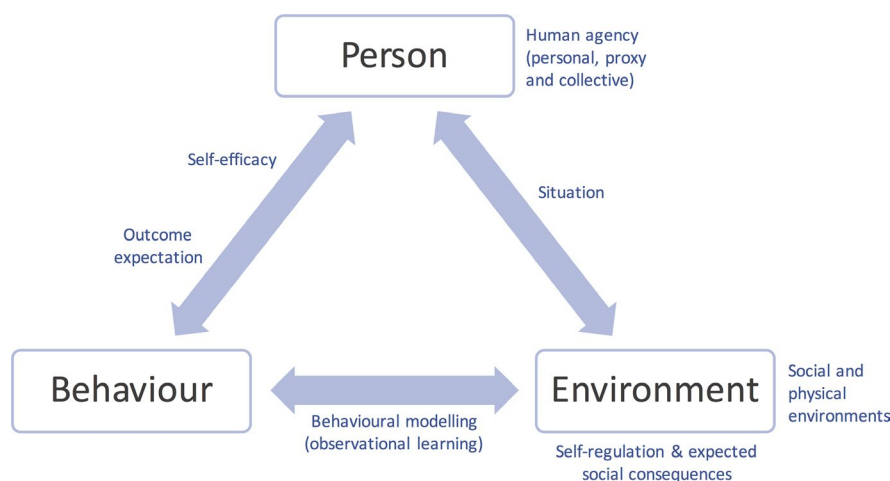 Person
Human agency
(personal, proxy
and collective)
Self-efficacy
Situation
Outcome
expectation
Behaviour
Environment
Social and
physical
environments
Behavioural modelling
(observational learning)
Self-regulation & expected
social consequences